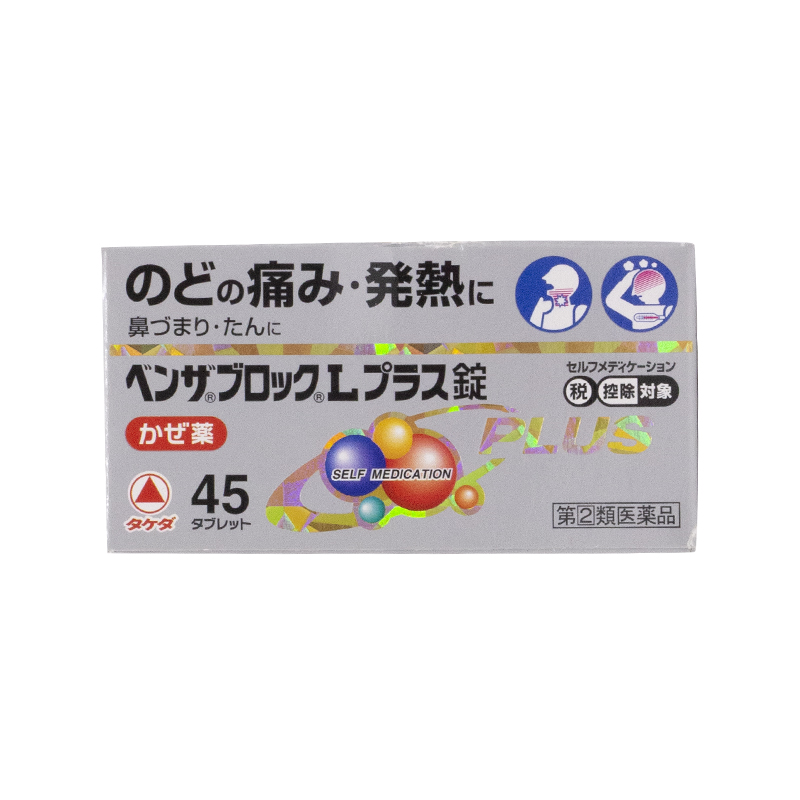 のどの痛み・発熱に
鼻づまり・たんに
ベンザ®ブロック®Lプラス錠
セルフメディケーション
税 控除 対象
かぜ薬
PLUS
SELF MEDICATION
タケダ
45
タブレット
第②類医薬品